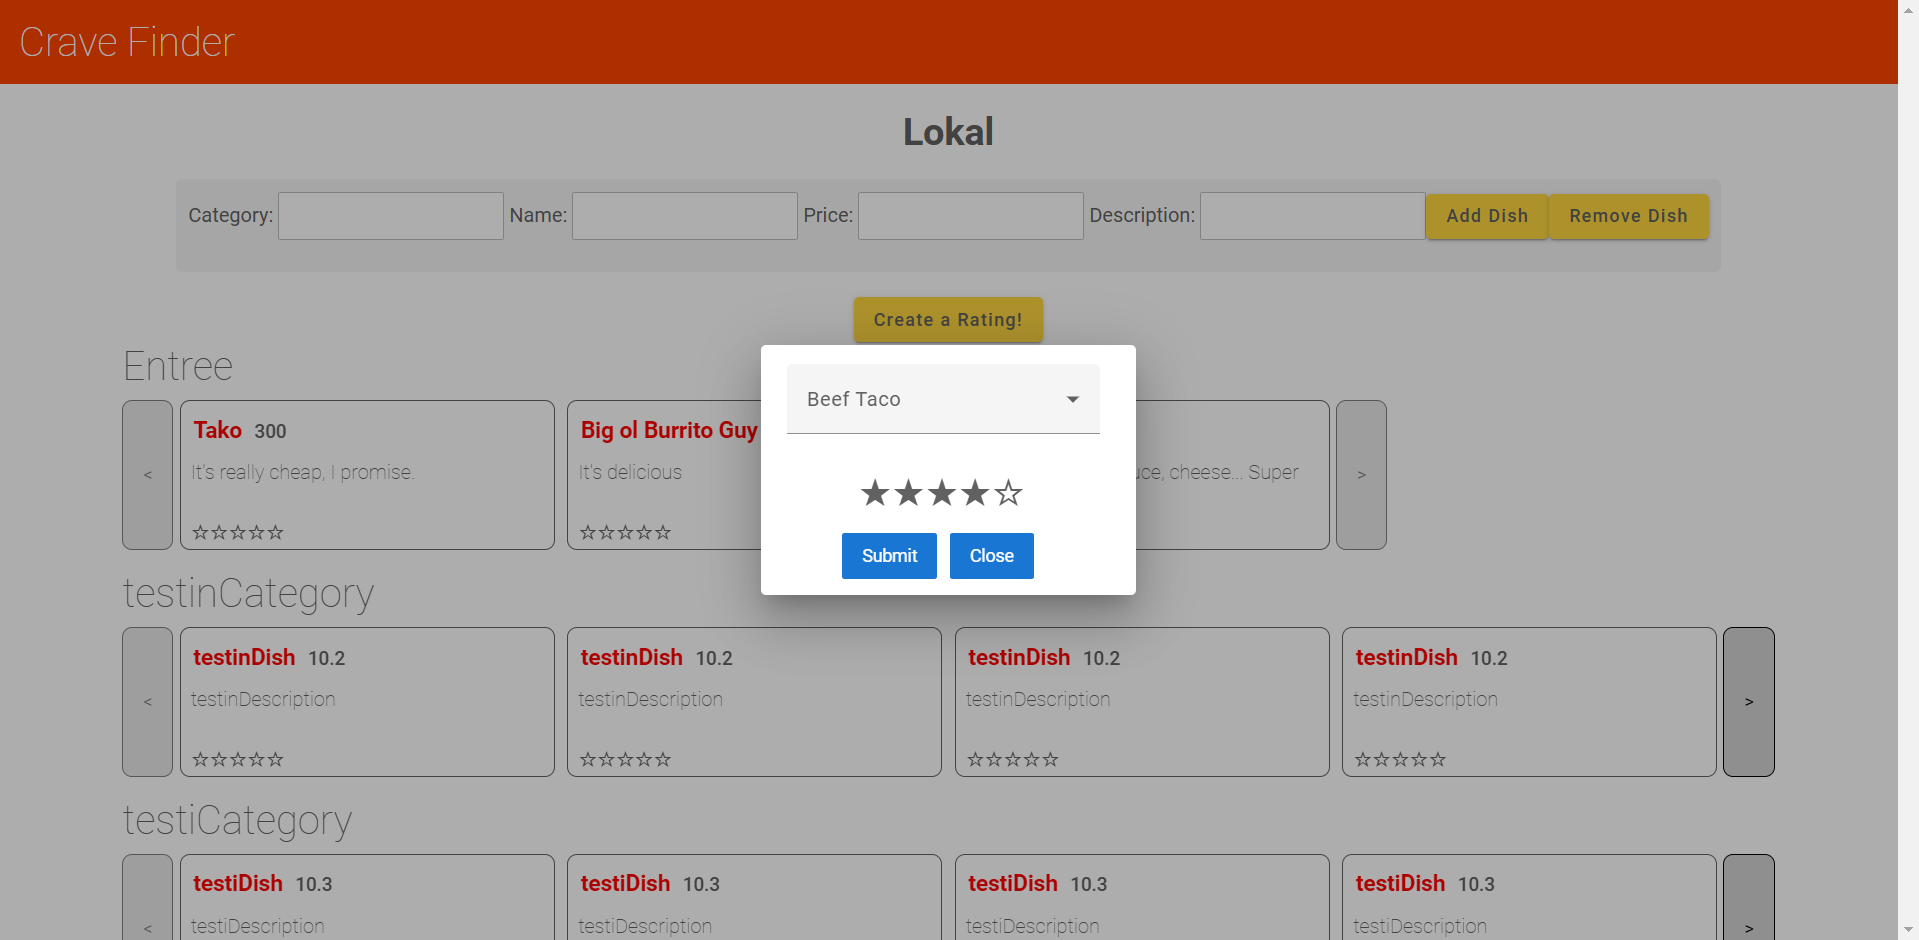 Crave Finder
Lokal
Category: Name: Price: Description: Add Dish Remove Dish
Create a Rating!
Entree
Beef Taco
Tako 300
It's really cheap, I promise.
☆☆☆☆☆
Big ol Burrito Guy
It's delicious
☆☆☆☆☆
cheese... Super
< >
★★★★☆
Submit Close
testinCategory
< testinDish 10.2 testinDish 10.2 testinDish 10.2 testinDish 10.2 >
testinDescription testinDescription testinDescription testinDescription
☆☆☆☆☆ ☆☆☆☆☆ ☆☆☆☆☆ ☆☆☆☆☆
testiCategory
testiDish 10.3 testiDish 10.3 testiDish 10.3 testiDish 10.3
< testiDescription testiDescription testiDescription testiDescription >